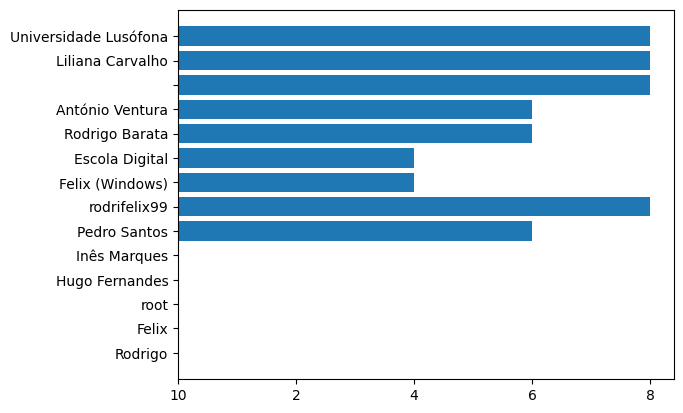 Universidade Lusófona
Liliana Carvalho
António Ventura
Rodrigo Barata
Escola Digital
Felix (Windows)
rodrifelix99
Pedro Santos
Inês Marques
Hugo Fernandes
root
Felix
Rodrigo
10 2 4 6 8